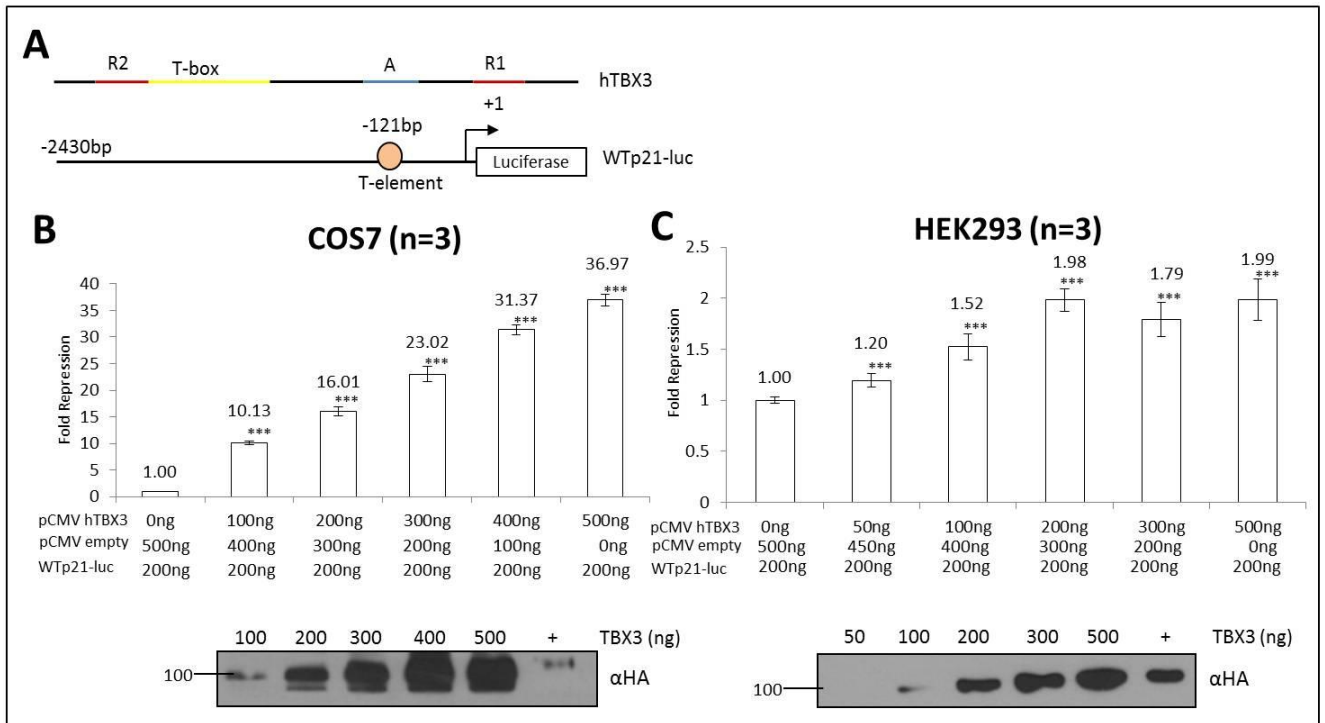 A
R2 T-box A R1 hTBX3
+1
-121bp
-2430bp Luciferase WTp21-luc
T-element
B COS7 (n=3)
Fold Repression
40
35
30
25
20
15
10
5
0
1.00
10.13
***
16.01
***
23.02
***
31.37
***
36.97
***
pCMV hTBX3 0ng 100ng 200ng 300ng 400ng 500ng
pCMV empty 500ng 400ng 300ng 200ng 100ng 0ng
WTp21-luc 200ng 200ng 200ng 200ng 200ng 200ng
100 200 300 400 500 + TBX3 (ng)
100 αHA
C HEK293 (n=3)
Fold Repression
2.5
2
1.5
1
0.5
0
1.00
1.20
***
1.52
***
1.98
***
1.79
***
1.99
***
pCMV hTBX3 0ng 50ng 100ng 200ng 300ng 500ng
pCMV empty 500ng 450ng 400ng 300ng 200ng 0ng
WTp21-luc 200ng 200ng 200ng 200ng 200ng 200ng
50 100 200 300 500 + TBX3 (ng)
100 αHA